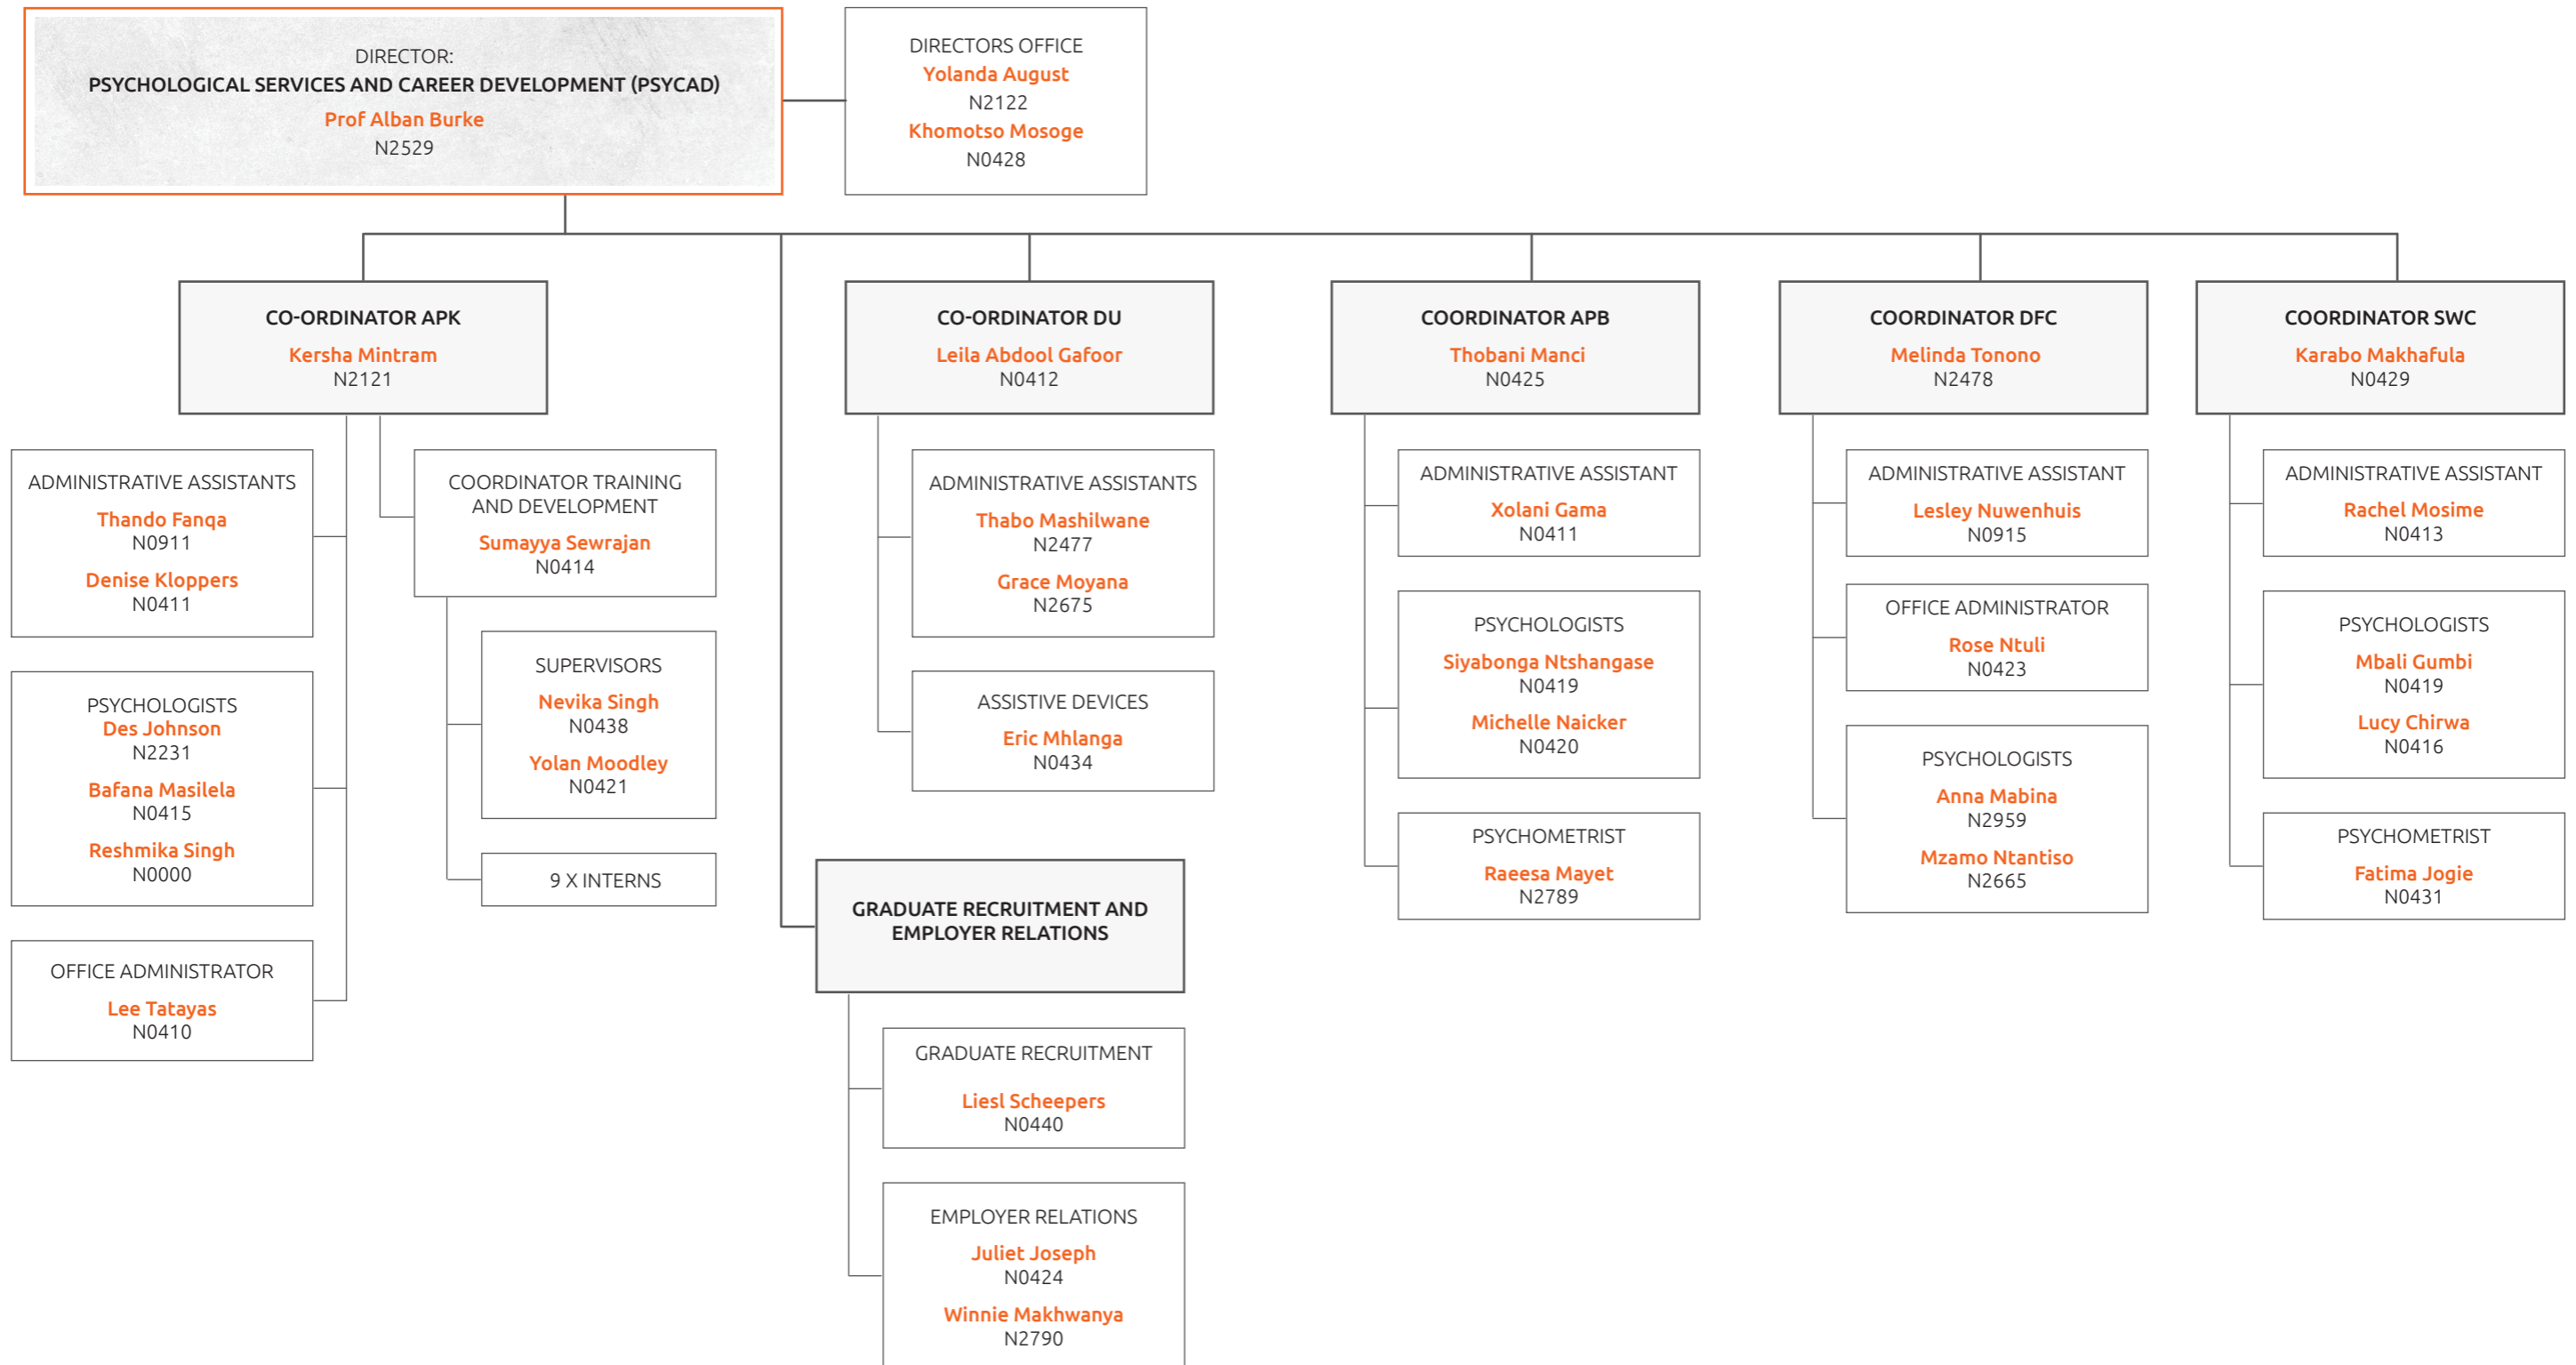 DIRECTOR:
PSYCHOLOGICAL SERVICES AND CAREER DEVELOPMENT (PSYCAD)
Prof Alban Burke
N2529
DIRECTORS OFFICE
Yolanda August
N2122
Khomotso Mosoge
N0428
CO-ORDINATOR APK
Kersha Mintram
N2121
ADMINISTRATIVE ASSISTANTS
Thando Fanqa
N0911
Denise Kloppers
N0411
PSYCHOLOGISTS
Des Johnson
N2231
Bafana Masilela
N0415
Reshmika Singh
N0000
OFFICE ADMINISTRATOR
Lee Tatayas
N0410
COORDINATOR TRAINING
AND DEVELOPMENT
Sumayya Sewrajan
N0414
SUPERVISORS
Nevika Singh
N0438
Yolan Moodley
N0421
9 X INTERNS
CO-ORDINATOR DU
Leila Abdool Gafoor
N0412
ADMINISTRATIVE ASSISTANTS
Thabo Mashilwane
N2477
Grace Moyana
N2675
ASSISTIVE DEVICES
Eric Mhlanga
N0434
GRADUATE RECRUITMENT AND
EMPLOYER RELATIONS
GRADUATE RECRUITMENT
Liesl Scheepers
N0440
EMPLOYER RELATIONS
Juliet Joseph
N0424
Winnie Makhwanya
N2790
COORDINATOR APB
Thobani Manci
N0425
ADMINISTRATIVE ASSISTANT
Xolani Gama
N0411
PSYCHOLOGISTS
Siyabonga Ntshangase
N0419
Michelle Naicker
N0420
PSYCHOMETRIST
Raeesa Mayet
N2789
COORDINATOR DFC
Melinda Tonono
N2478
ADMINISTRATIVE ASSISTANT
Lesley Nuwenhuis
N0915
OFFICE ADMINISTRATOR
Rose Ntuli
N0423
PSYCHOLOGISTS
Anna Mabina
N2959
Mzamo Ntantiso
N2665
COORDINATOR SWC
Karabo Makhafula
N0429
ADMINISTRATIVE ASSISTANT
Rachel Mosime
N0413
PSYCHOLOGISTS
Mbali Gumbi
N0419
Lucy Chirwa
N0416
PSYCHOMETRIST
Fatima Jogie
N0431